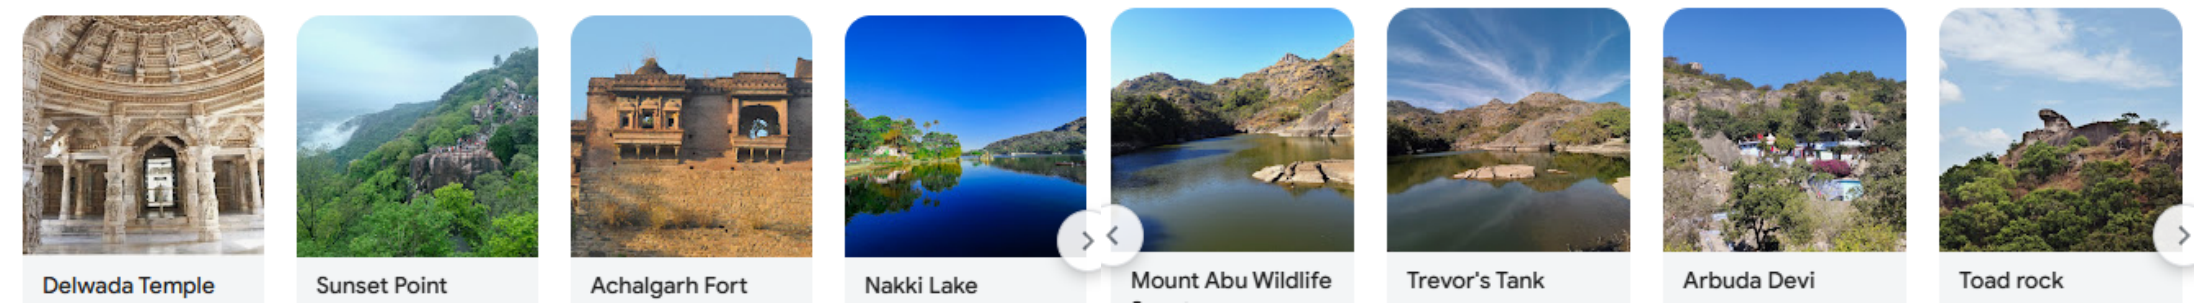 Delwada Temple
Sunset Point
Achalgarh Fort
Nakki Lake
Mount Abu Wildlife
Trevor's Tank
Arbuda Devi
Toad rock